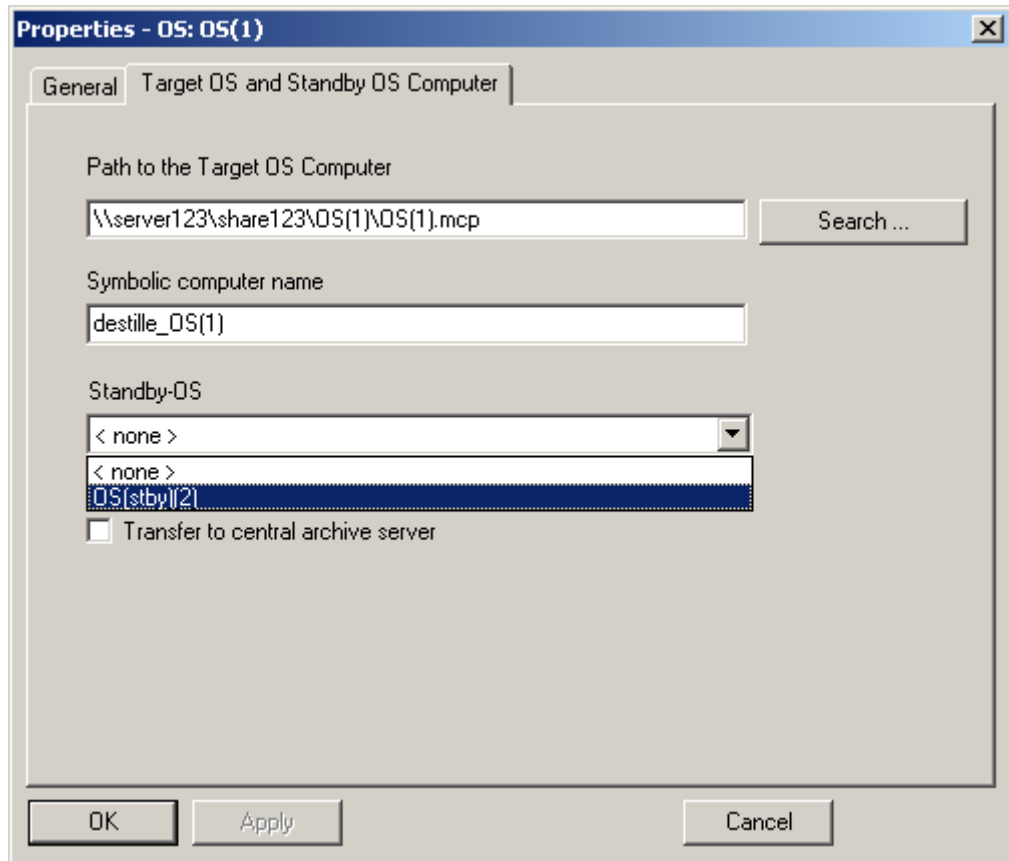 Properties - OS: OS(1)
General
Target OS and Standby OS Computer
Path to the Target OS Computer
\\server123\share123\OS(1)\OS(1).mcp
Search ...
Symbolic computer name
destille_OS(1)
Standby-OS
< none >
< none >
OS(stby)(2)
Transfer to central archive server
OK
Apply
Cancel